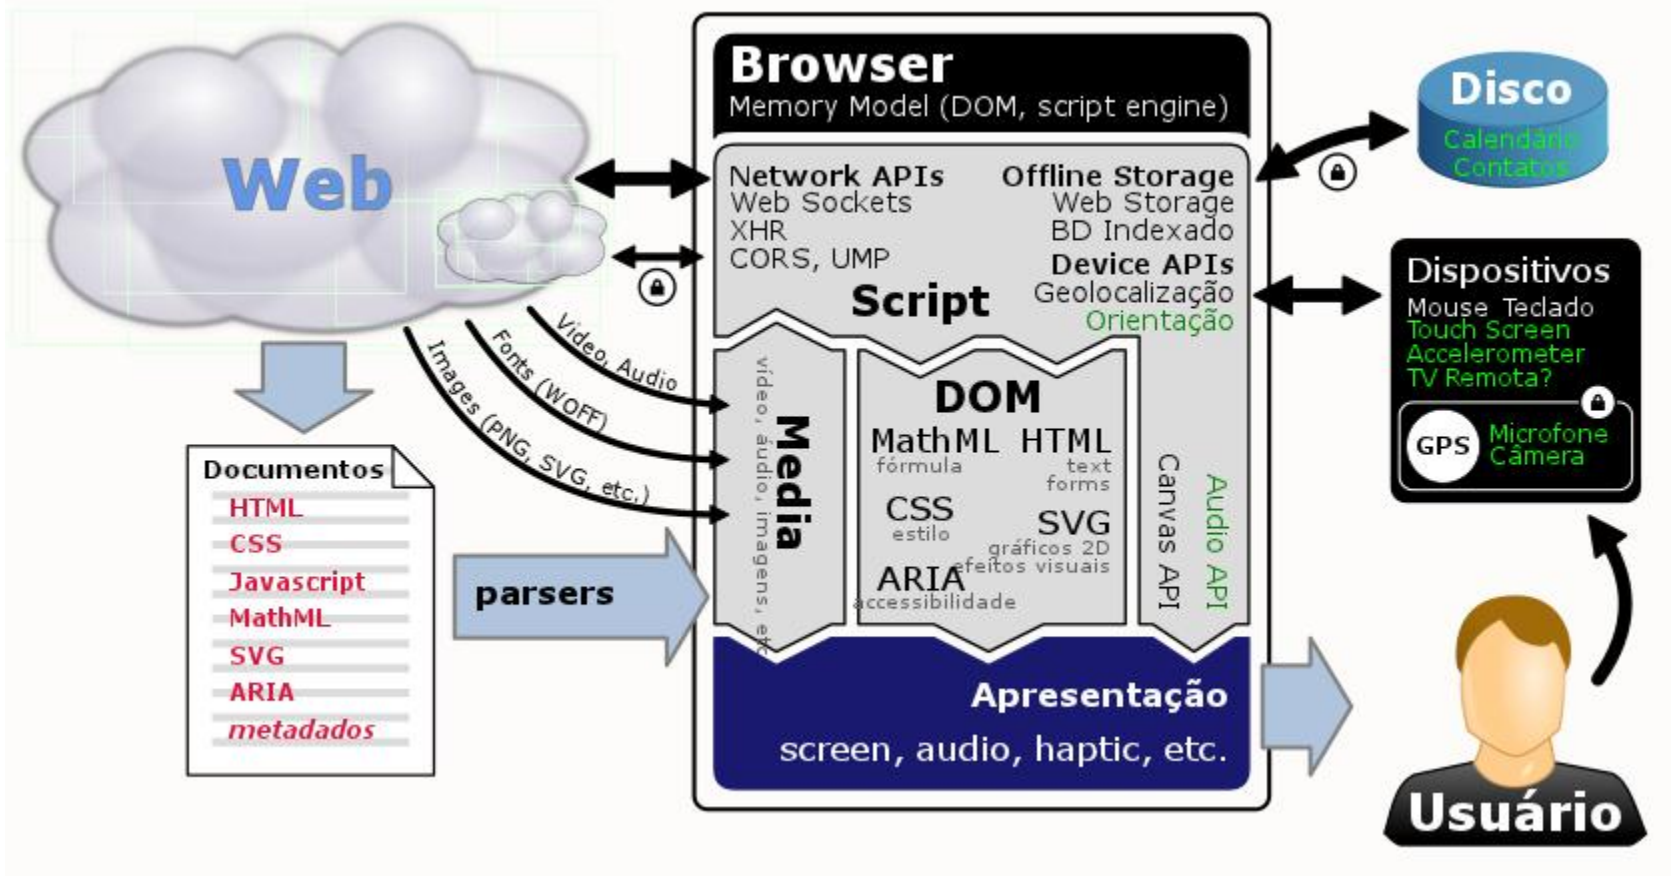 Web
Video, Audio
Fonts (WOFF)
Images (PNG, SVG, etc.)
Documentos
HTML
CSS
Javascript
MathML
SVG
ARIA
metadados
parsers
Browser
Memory Model (DOM, script engine)
Network APIs
Web Sockets
XHR
CORS, UMP
Offline Storage
Web Storage
BD Indexado
Device APIs
Geolocalização
Orientação
Script
Media
vídeo, áudio, imagens, etc
DOM
MathML HTML
fórmula
text
forms
CSS
estilo
SVG
gráficos 2D
efeitos visuais
ARIA
accessibilidade
Canvas API
Audio API
Apresentação
screen, audio, haptic, etc.
Disco
Calendário
Contatos
Dispositivos
Mouse Teclado
Touch Screen
Accelerometer
TV Remota?
GPS
Microfone
Câmera
Usuário